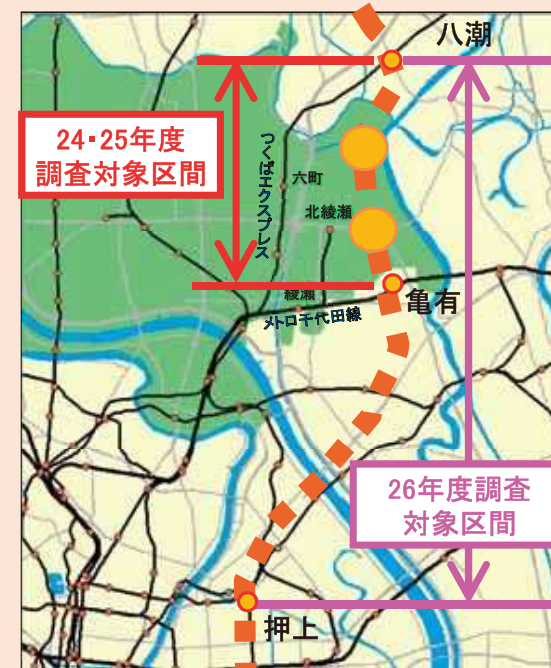 八潮
24・25年度
調査対象区間
つくばエクスプレス
六町
北綾瀬
綾瀬
亀有
メトロ千代田線
26年度調査
対象区間
押上